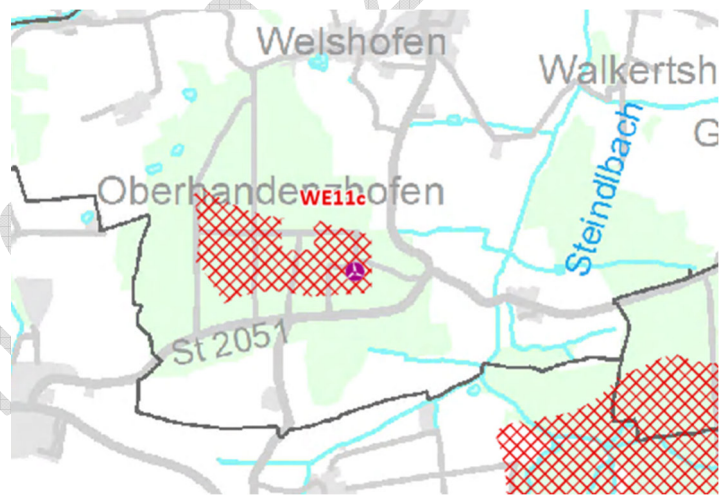 Welshofen
Walkertsh
G
Oberhandenzhofen
WE11c
Steindlbach
St 2051